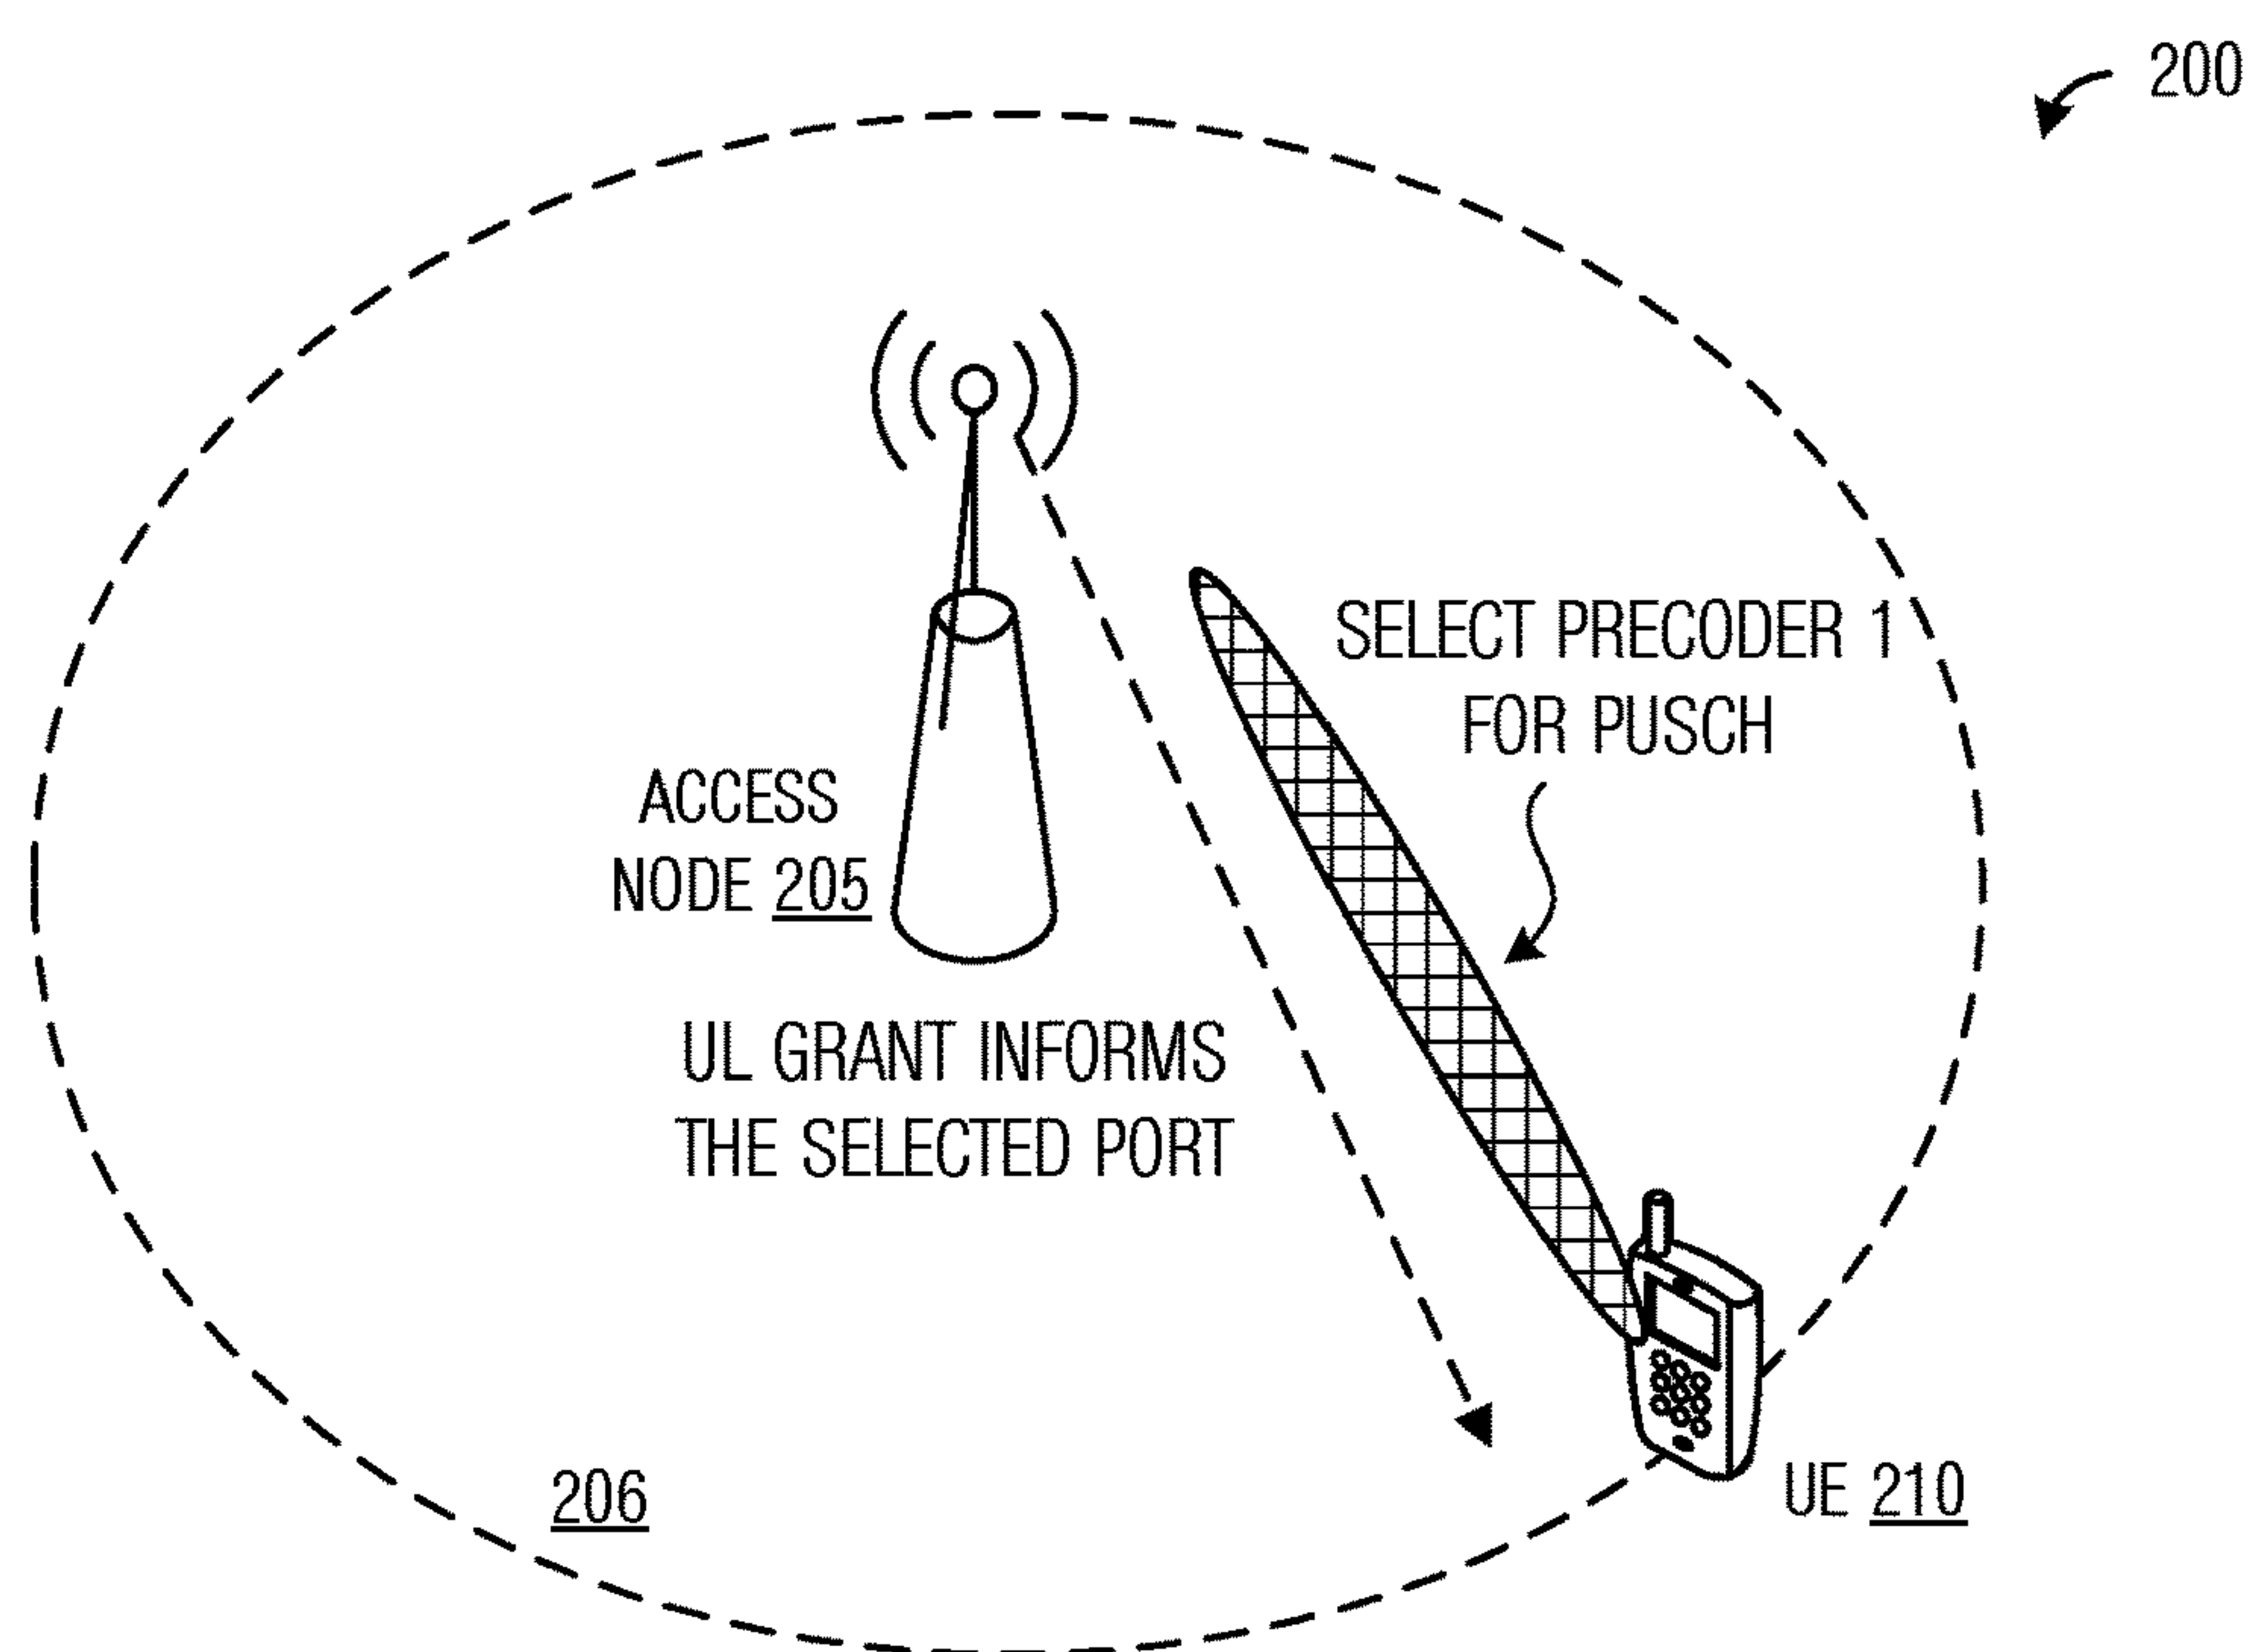 200
SELECT PRECODER 1
FOR PUSCH
ACCESS
NODE 205
UL GRANT INFORMS
THE SELECTED PORT
206
UE 210